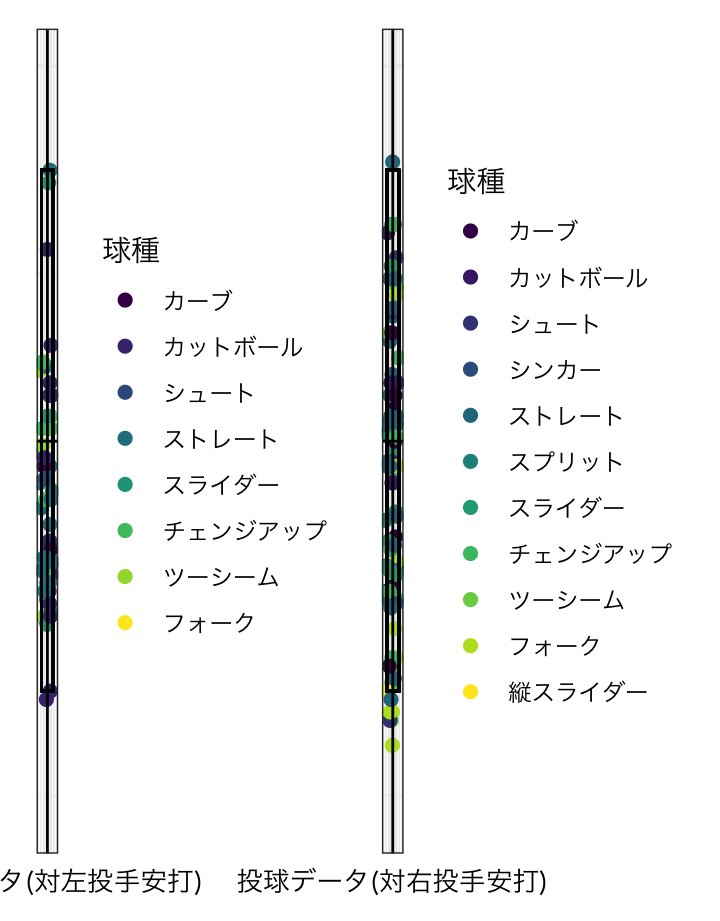 球種
カーブ
カットボール
シュート
ストレート
スライダー
チェンジアップ
ツーシーム
フォーク
球種
カーブ
カットボール
シュート
シンカー
ストレート
スプリット
スライダー
チェンジアップ
ツーシーム
フォーク
縦スライダー
タ(対左投手安打)
投球データ(対右投手安打)